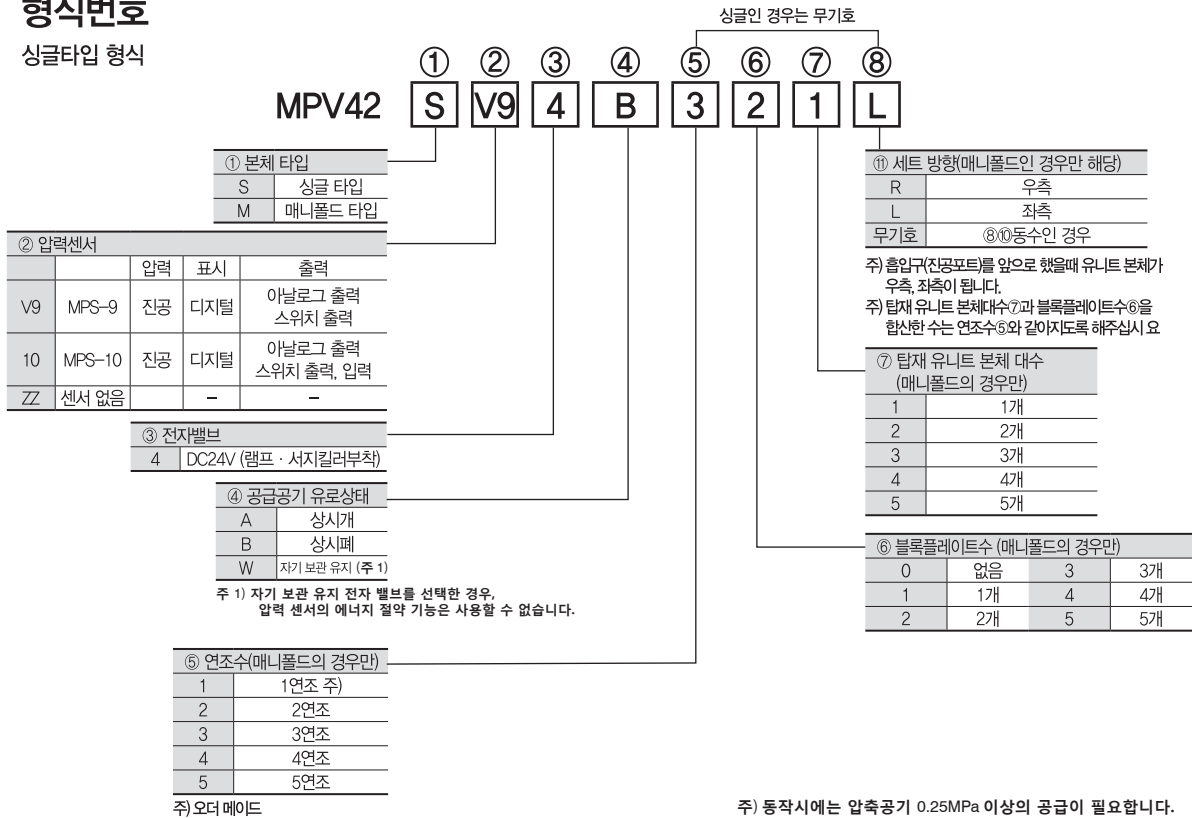 형식번호
싱글타입 형식
싱글인 경우는 무기호
① ② ③ ④ ⑤ ⑥ ⑦ ⑧
MPV42 S V9 4 B 3 2 1 L
① 본체 타입
S 싱글 타입
M 매니폴드 타입
② 압력센서
압력 표시 출력
V9 MPS-9 진공 디지털 아날로그 출력
스위치 출력
10 MPS-10 진공 디지털 아날로그 출력
스위치 출력, 입력
ZZ 센서 없음 - -
③ 전자밸브
4 DC24V (램프 · 서지킬러부착)
④ 공급공기 유로상태
A 상시개
B 상시폐
W 자기 보관 유지 (주 1)
주 1) 자기 보관 유지 전자 밸브를 선택한 경우,
압력 센서의 에너지 절약 기능은 사용할 수 없습니다.
⑤ 연조수(매니폴드의 경우만)
1 1연조 주)
2 2연조
3 3연조
4 4연조
5 5연조
주) 오더 메이드
⑪ 세트 방향(매니폴드인 경우만 해당)
R 우측
L 좌측
무기호 ⑧⑩동수인 경우
주) 흡입구(진공포트)를 앞으로 했을때 유니트 본체가
우측, 좌측이 됩니다.
주) 탑재 유니트 본체대수⑦과 블록플레이트수⑥을
합산한 수는 연조수⑤와 같아지도록 해주십시 요
⑦ 탑재 유니트 본체 대수
(매니폴드의 경우만)
1 1개
2 2개
3 3개
4 4개
5 5개
⑥ 블록플레이트수 (매니폴드의 경우만)
0 없음 3 3개
1 1개 4 4개
2 2개 5 5개
주) 동작시에는 압축공기 0.25MPa 이상의 공급이 필요합니다.